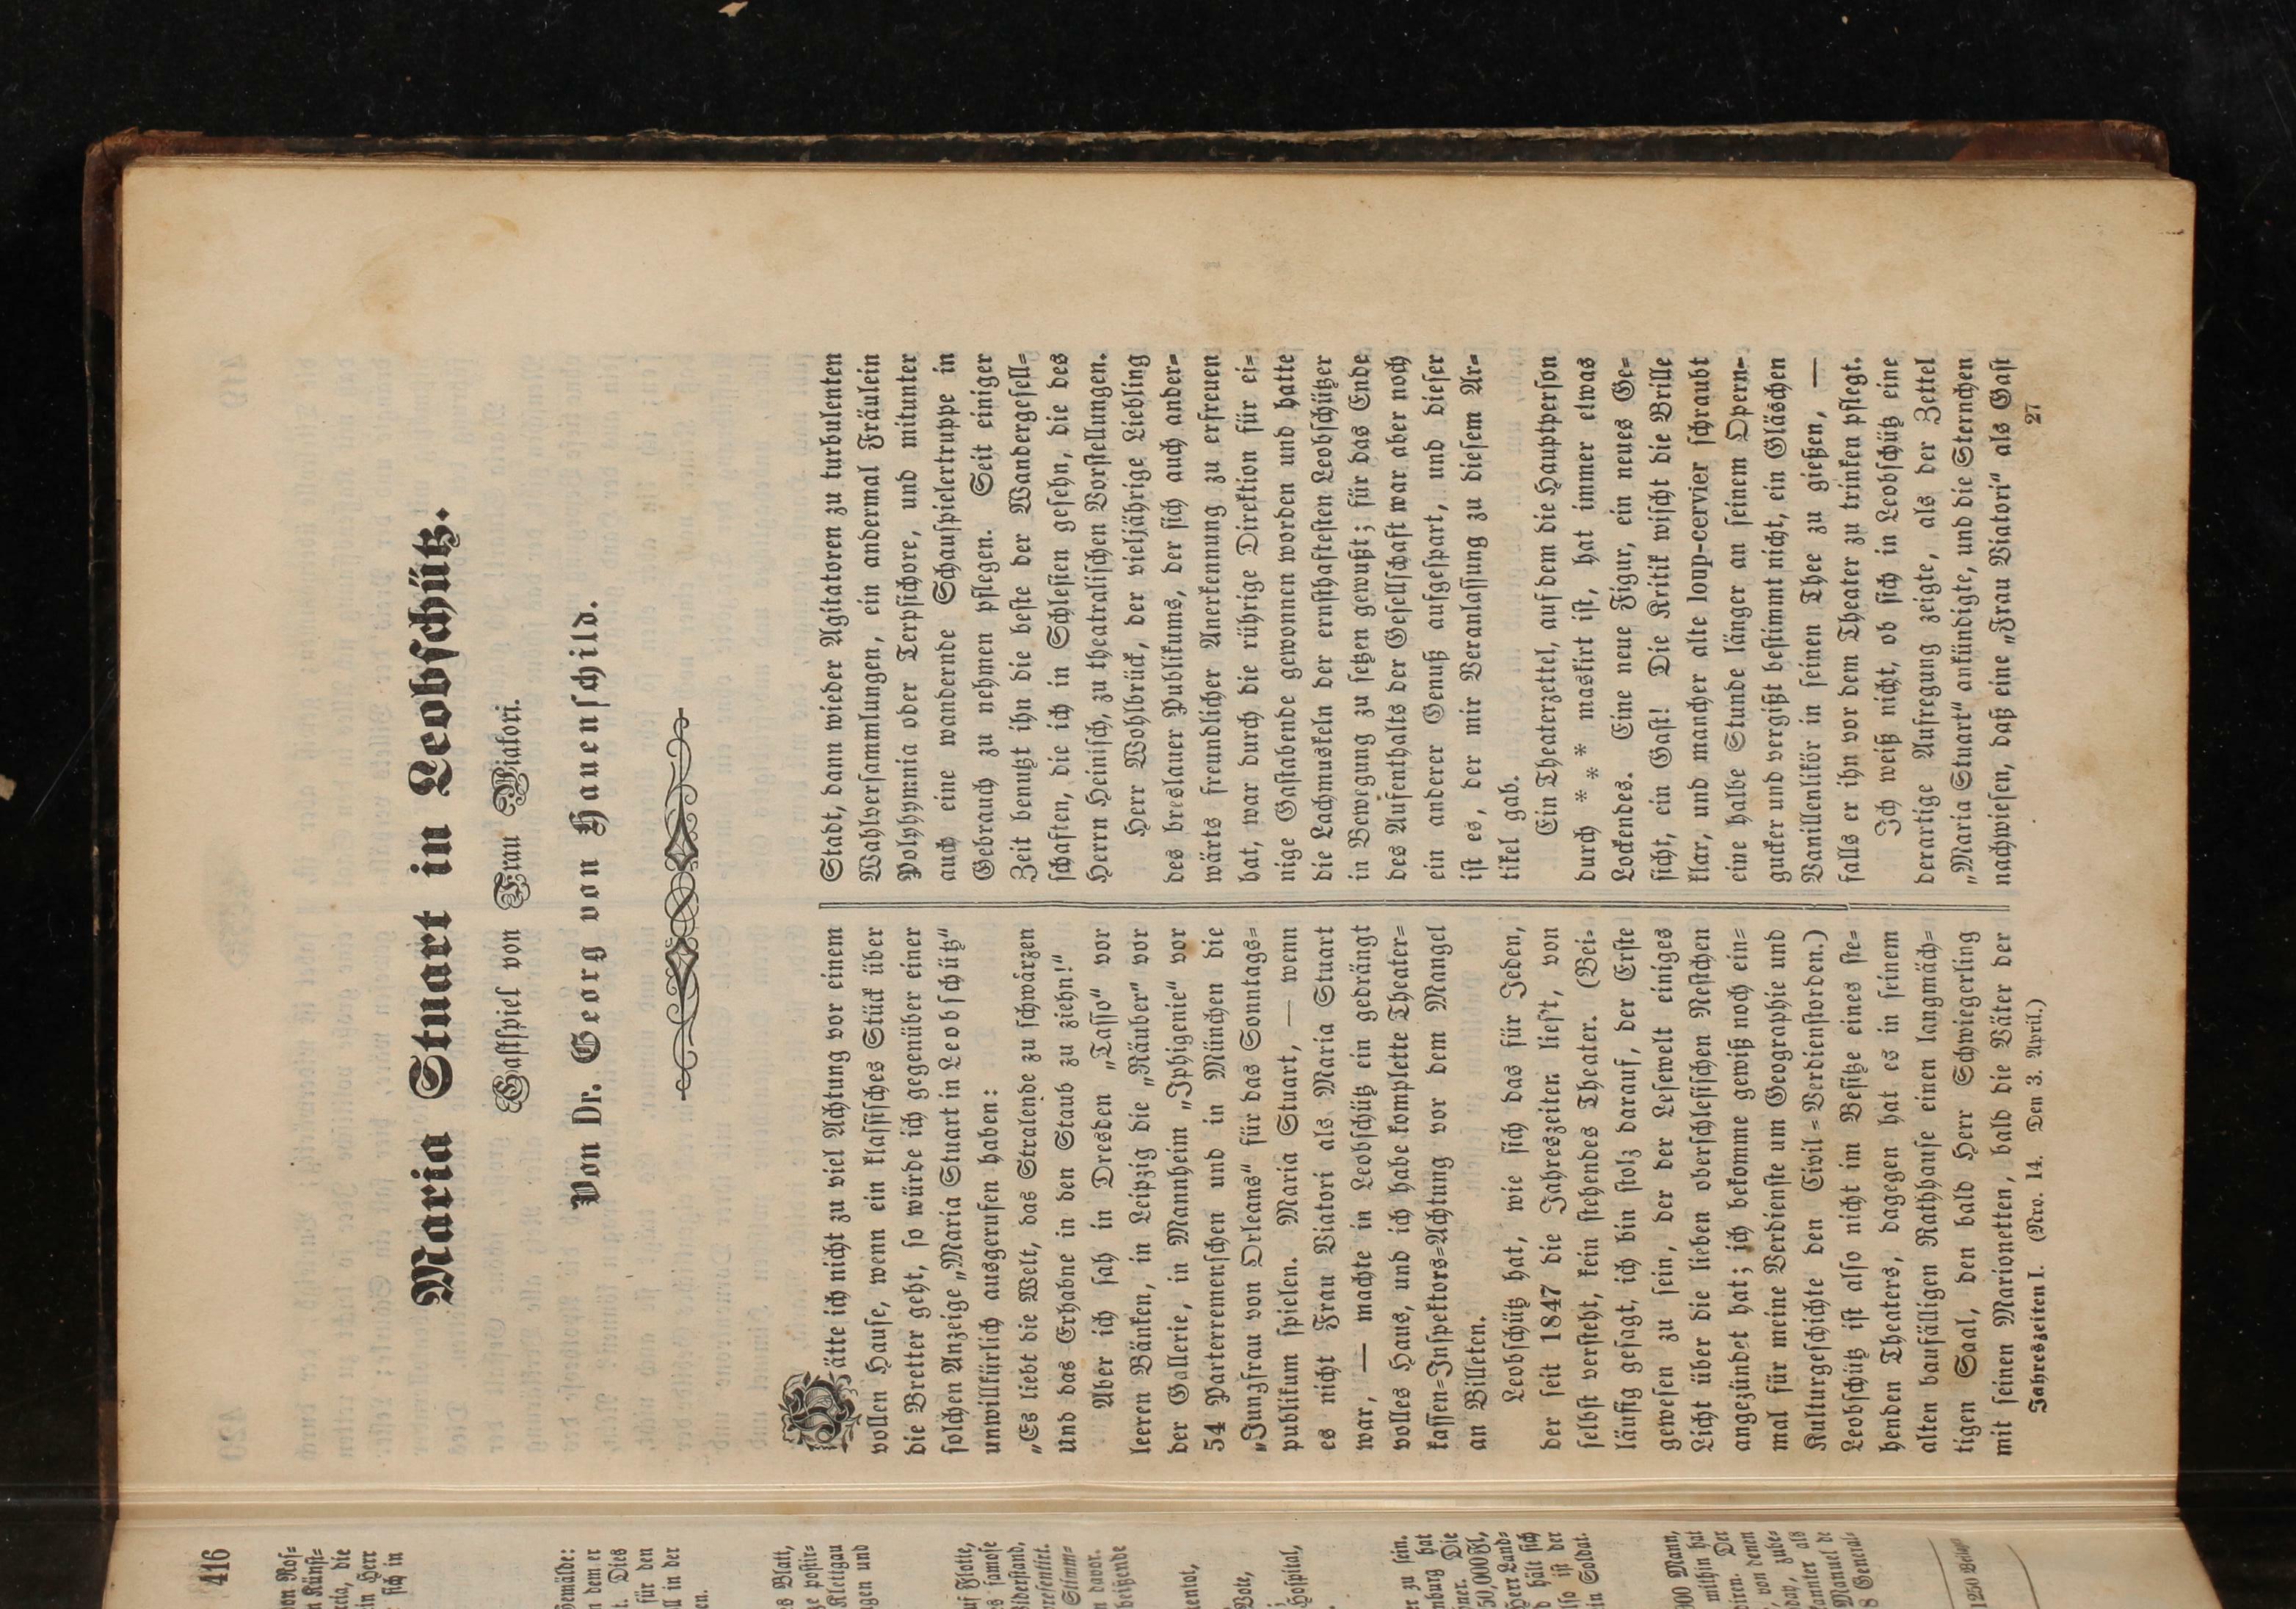 Maria Stuart in Leobschütz.
Gastspiel von Frau Viatori.
Von Dr. Georg von Hauenschild.
Hätte ich nicht zu viel Achtung vor einem
vollen Hause, wenn ein klassisches Stück über
die Bretter geht, so würde ich gegenüber einer
solchen Anzeige „Maria Stuart in Leobschütz“
unwillkürlich ausgerufen haben:
„Es liebt die Welt, das Stralende zu schwärzen
Und das Erhabne in den Staub zu ziehn!“
Aber ich sah in Dresden „Tasso“ vor
leeren Bänken, in Leipzig die „Räuber“ vor
der Gallerie, in Mannheim „Iphigenie“ vor
54 Parterremenschen und in München die
„Jungfrau von Orleans“ für das Sonntags-
publikum spielen. Maria Stuart, — wenn
es nicht Frau Viatori als Maria Stuart
war, — machte in Leobschütz ein gedrängt
volles Haus, und ich habe komplette Theater-
kassen-Inspektors-Achtung vor dem Mangel
an Billeten.
Leobschütz hat, wie sich das für Jeden,
der seit 1847 die Jahreszeiten lies't, von
selbst versteht, kein stehendes Theater. (Bei-
läufig gesagt, ich bin stolz darauf, der Erste
gewesen zu sein, der der Lesewelt einiges
Licht über die lieben oberschlesischen Nestchen
angezündet hat; ich bekomme gewiß noch ein-
mal für meine Verdienste um Geographie und
Kulturgeschichte den Civil-Verdienstorden.)
Leobschütz ist also nicht im Besitze eines ste-
henden Theaters, dagegen hat es in seinem
alten baufälligen Rathhause einen langmäch-
tigen Saal, den bald Herr Schwiegerling
mit seinen Marionetten, bald die Väter der
Jahreszeiten I. (Nro. 14. Den 3. April.)
Stadt, dann wieder Agitatoren zu turbulenten
Wahlversammlungen, ein andermal Fräulein
Polyhymnia oder Terpsichore, und mitunter
auch eine wandernde Schauspielertruppe in
Gebrauch zu nehmen pflegen. Seit einiger
Zeit benutzt ihn die beste der Wandergesell-
schaften, die ich in Schlesien gesehn, die des
Herrn Heinisch, zu theatralischen Vorstellungen.
Herr Wohlbrück, der vieljährige Liebling
des breslauer Publikums, der sich auch ander-
wärts freundlicher Anerkennung zu erfreuen
hat, war durch die rührige Direktion für ei-
nige Gastabende gewonnen worden und hatte
die Lachmuskeln der ernsthaftesten Leobschützer
in Bewegung zu setzen gewußt; für das Ende
des Aufenthalts der Gesellschaft war aber noch
ein anderer Genuß aufgespart, und dieser
ist es, der mir Veranlassung zu diesem Ar-
tikel gab.
Ein Theaterzettel, auf dem die Hauptperson
durch * * * maskirt ist, hat immer etwas
Lockendes. Eine neue Figur, ein neues Ge-
sicht, ein Gast! Die Kritik wischt die Brille
klar, und mancher alte loup-cervier schraubt
eine halbe Stunde länger an seinem Opern-
gucker und vergißt bestimmt nicht, ein Gläschen
Vanillenlikör in seinen Thee zu gießen, —
falls er ihn vor dem Theater zu trinken pflegt.
Ich weiß nicht, ob sich in Leobschütz eine
derartige Aufregung zeigte, als der Zettel
„Maria Stuart“ ankündigte, und die Sternchen
nachwiesen, daß eine „Frau Viatori“ als Gast
27
416